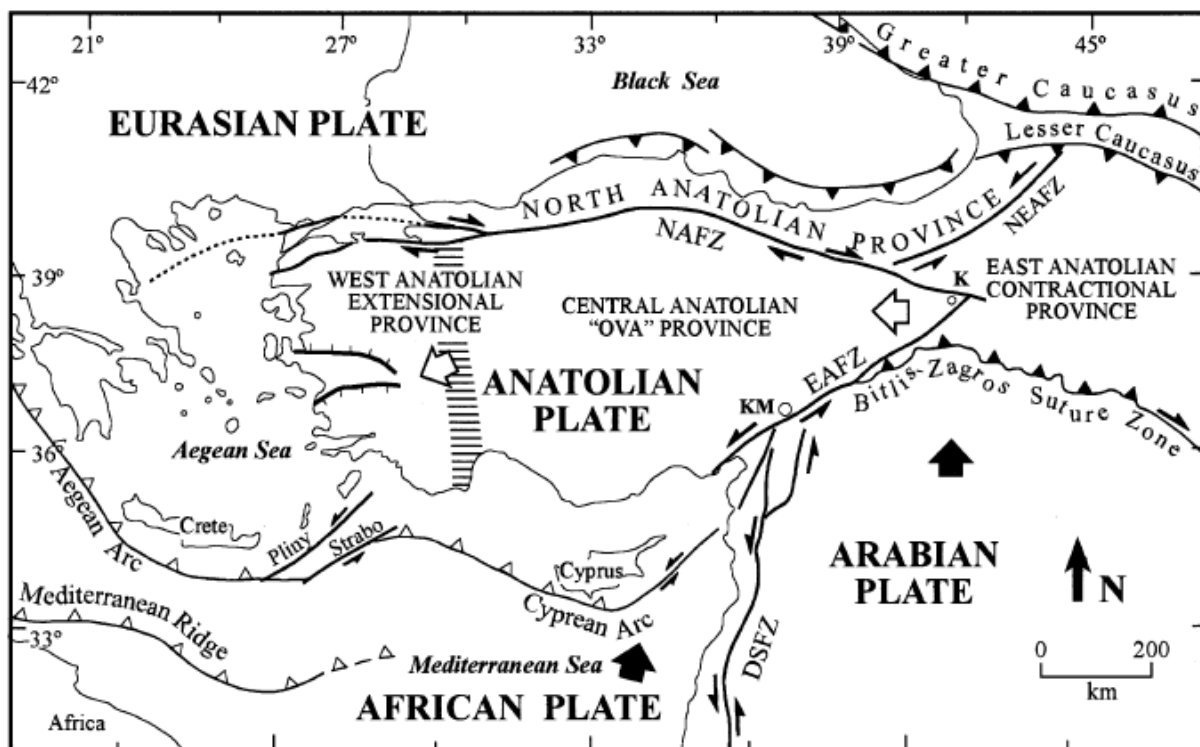 21°
27°
33°
39°
45°
42°
39°
36°
33°
Greater Caucasus
Black Sea
EURASIAN PLATE
Lesser Caucasus
NORTH ANATOLIAN PROVINCE
NAFZ
NEAFZ
WEST ANATOLIAN
EXTENSIONAL
PROVINCE
CENTRAL ANATOLIAN
“OVA” PROVINCE
K
EAST ANATOLIAN
CONTRACTIONAL
PROVINCE
ANATOLIAN
PLATE
EAFZ
Bitlis-Zagros Suture Zone
KM
Aegean Sea
Aegean Arc
Crete
Pliny
Strabo
Cyprus
Cyprean Arc
ARABIAN
PLATE
N
Mediterranean Ridge
Mediterranean Sea
DSFZ
0 200
km
AFRICAN PLATE
Africa